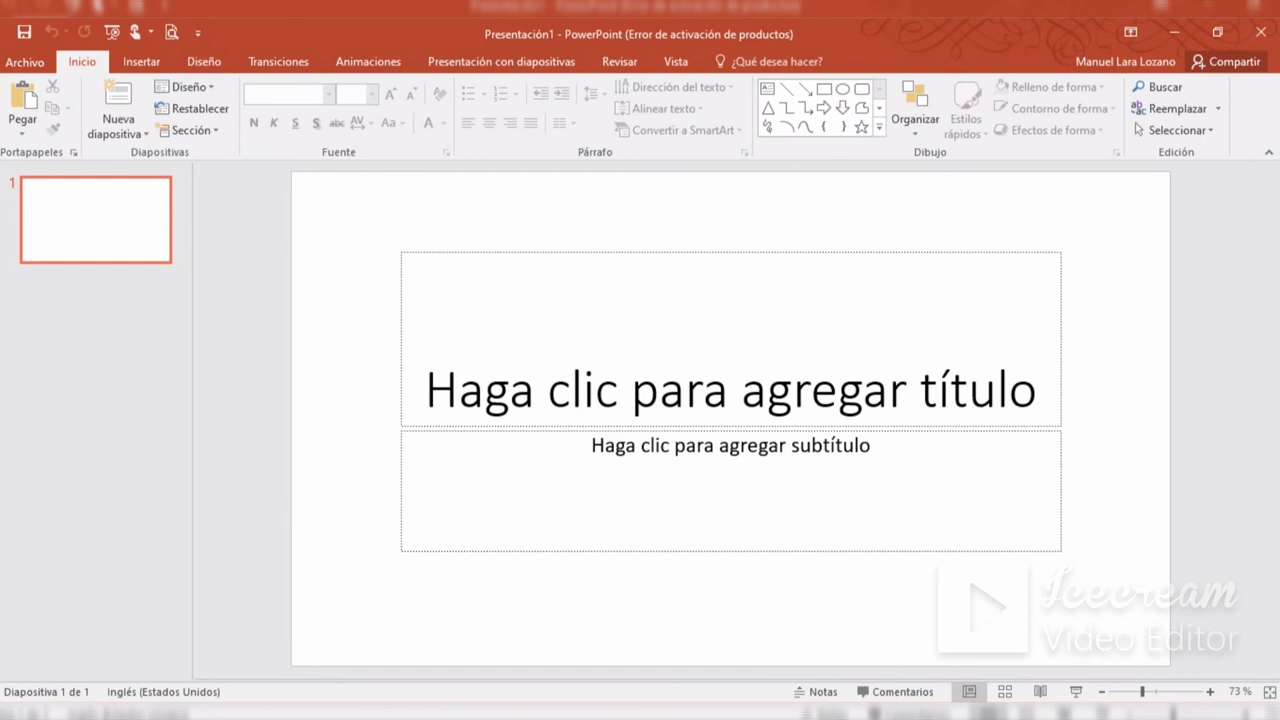 Presentación1 - PowerPoint (Error de activación de productos)
Archivo Inicio Insertar Diseño Transiciones Animaciones Presentación con diapositivas Revisar Vista ¿Qué desea hacer? Manuel Lara Lozano Compartir
Pegar
Portapapeles
Nueva
diapositiva
Diseño
Restablecer
Sección
Diapositivas
N K S S abc AV Aa A
Fuente
Dirección del texto
Alinear texto
Convertir a SmartArt
Párrafo
Organizar
Estilos
rápidos
Relleno de forma
Contorno de forma
Efectos de forma
Dibujo
Buscar
Reemplazar
Seleccionar
Edición
1
Haga clic para agregar título
Haga clic para agregar subtítulo
Icecream
Video Editor
Diapositiva 1 de 1 Inglés (Estados Unidos) Notas Comentarios 73 %